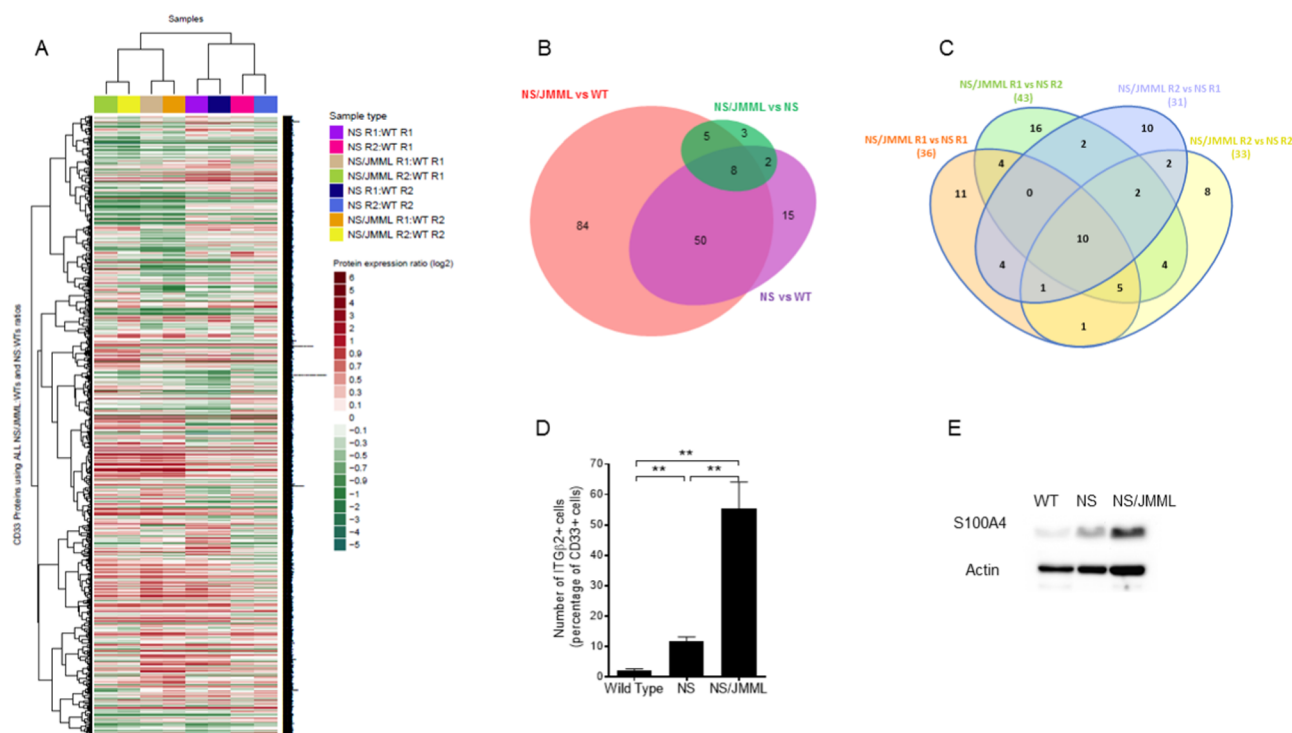 A
Samples
CD33 Proteins using ALL NS/JMML:WTs and NS:WTs ratios
Sample type
NS R1:WT R1
NS R2:WT R1
NS/JMML R1:WT R1
NS/JMML R2:WT R1
NS R1:WT R2
NS R2:WT R2
NS/JMML R1:WT R2
NS/JMML R2:WT R2
Protein expression ratio (log2)
6
5
4
3
2
1
0.9
0.7
0.5
0.3
0.1
0
−0.1
−0.3
−0.5
−0.7
−0.9
−1
−2
−3
−4
−5
B
NS/JMML vs WT
NS/JMML vs NS
5
3
8
2
84
50
15
NS vs WT
C
NS/JMML R1 vs NS R2
(43)
NS/JMML R2 vs NS R1
(31)
NS/JMML R1 vs NS R1
(36)
NS/JMML R2 vs NS R2
(33)
16
2
10
4
2
11
0
2
8
10
4
4
1
5
1
D
Number of ITGβ2+ cells
(percentage of CD33+ cells)
70
60
50
40
30
20
10
0
**
**
**
Wild Type
NS
NS/JMML
E
WT
NS
NS/JMML
S100A4
Actin